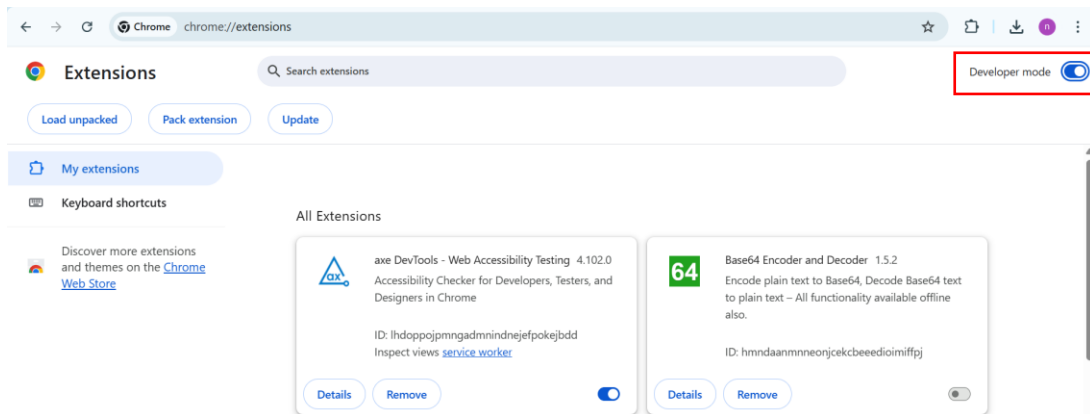 Chrome chrome://extensions
n
Extensions
Search extensions
Developer mode
Load unpacked
Pack extension
Update
My extensions
Keyboard shortcuts
Discover more extensions
and themes on the Chrome
Web Store
All Extensions
ax
axe DevTools - Web Accessibility Testing 4.102.0
Accessibility Checker for Developers, Testers, and
Designers in Chrome
ID: lhdoppojpmngadmnindnejefpokejbdd
Inspect views service worker
Details
Remove
64
Base64 Encoder and Decoder 1.5.2
Encode plain text to Base64, Decode Base64 text
to plain text – All functionality available offline
also.
ID: hmndaanmnneonjcekcbeeedioimiffpj
Details
Remove